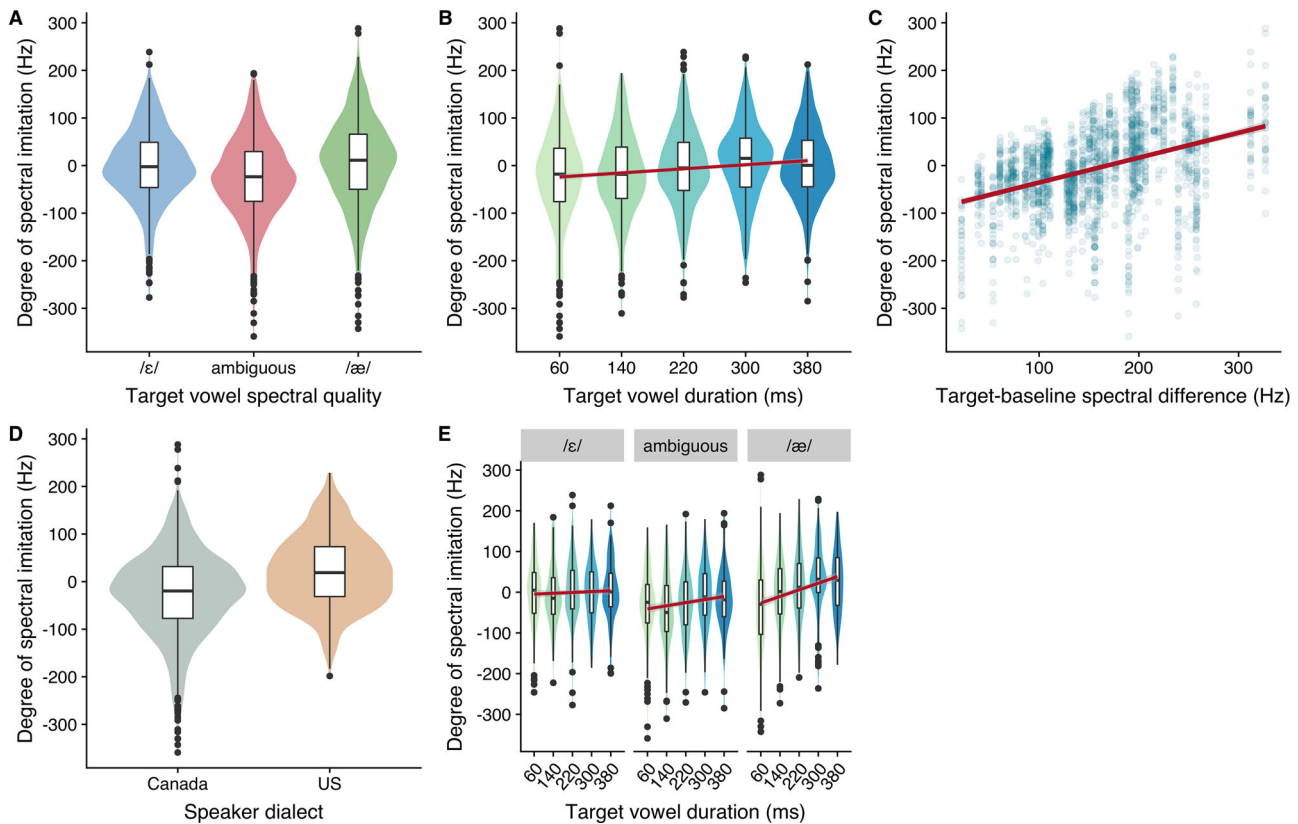 A
Degree of spectral imitation (Hz)
300
200
100
0
-100
-200
-300
/ɛ/ ambiguous /æ/
Target vowel spectral quality
B
Degree of spectral imitation (Hz)
300
200
100
0
-100
-200
-300
60 140 220 300 380
Target vowel duration (ms)
C
Degree of spectral imitation (Hz)
300
200
100
0
-100
-200
-300
100 200 300
Target-baseline spectral difference (Hz)
D
Degree of spectral imitation (Hz)
300
200
100
0
-100
-200
-300
Canada US
Speaker dialect
E
/ɛ/ ambiguous /æ/
Degree of spectral imitation (Hz)
300
200
100
0
-100
-200
-300
60 140 220 300 380 60 140 220 300 380 60 140 220 300 380
Target vowel duration (ms)